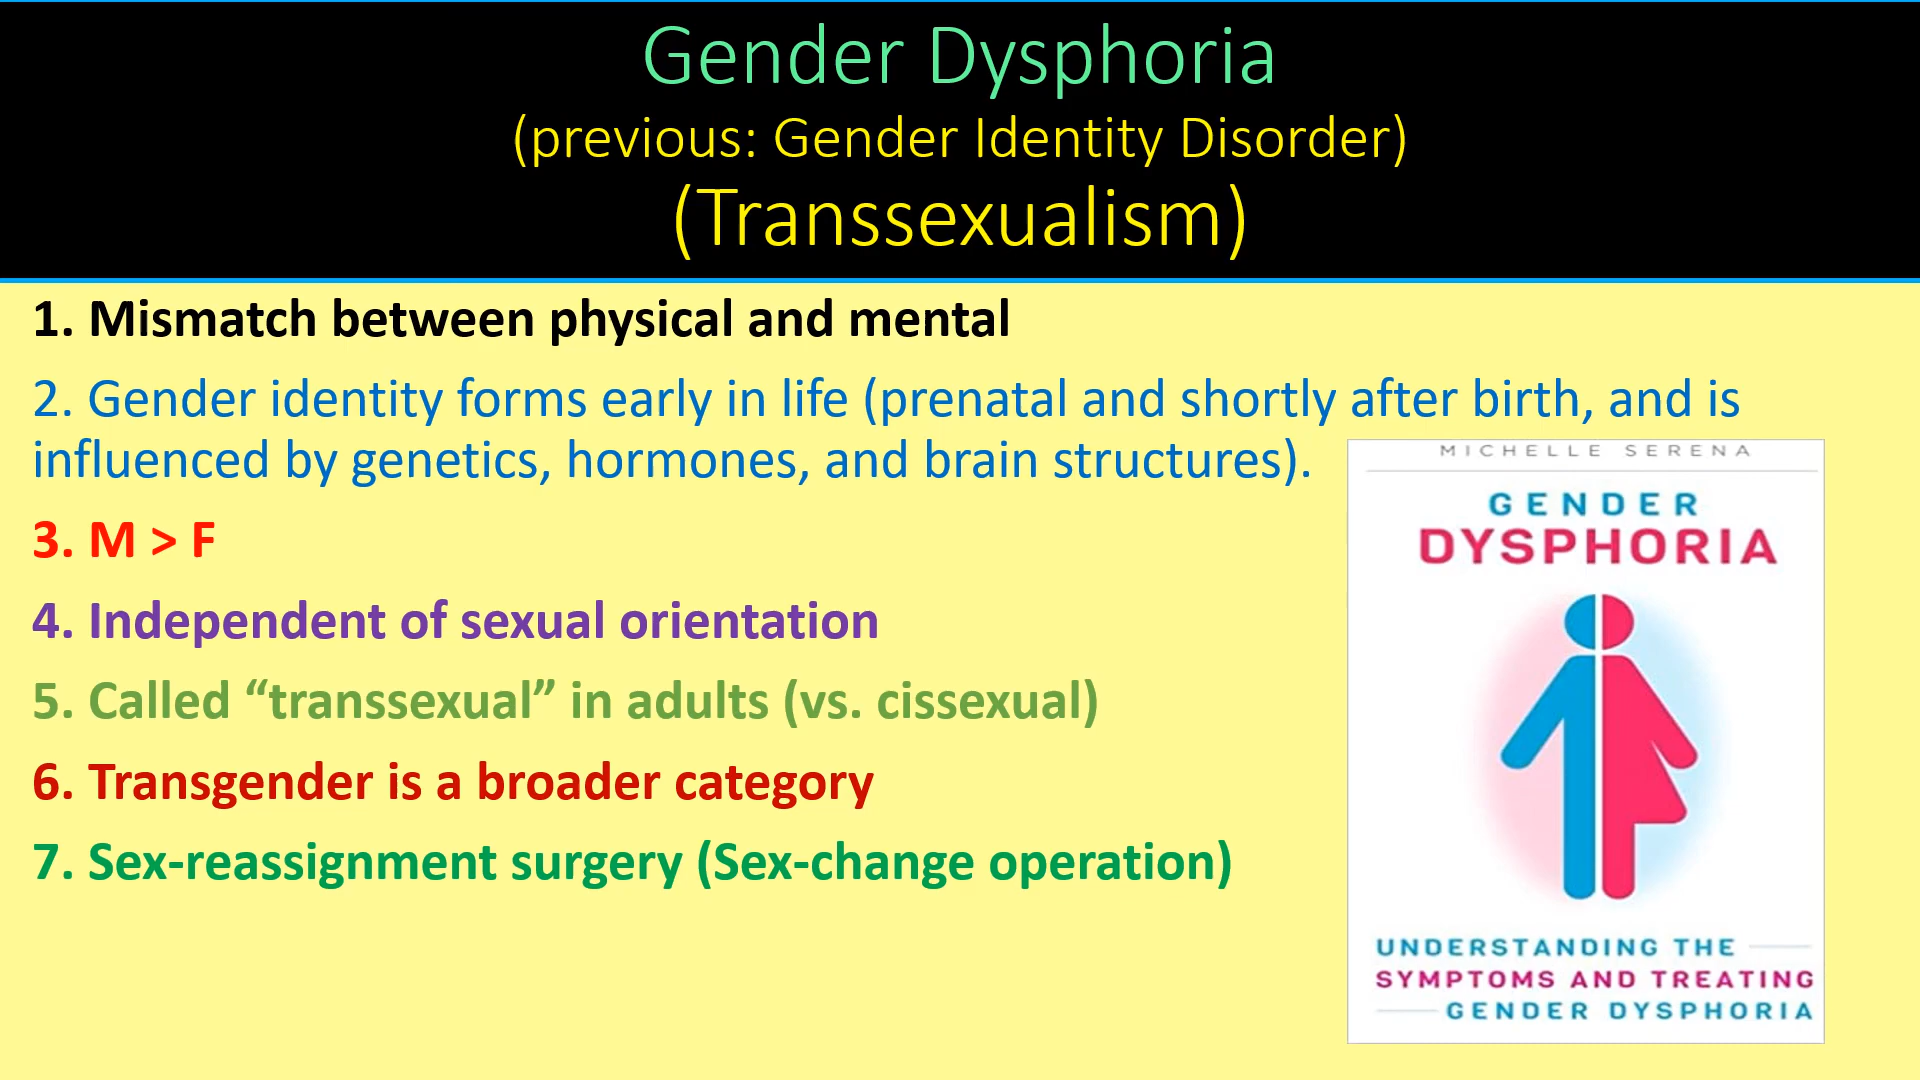 Gender Dysphoria
(previous: Gender Identity Disorder)
(Transsexualism)
1. Mismatch between physical and mental
2. Gender identity forms early in life (prenatal and shortly after birth, and is
influenced by genetics, hormones, and brain structures).
3. M > F
4. Independent of sexual orientation
5. Called “transsexual” in adults (vs. cissexual)
6. Transgender is a broader category
7. Sex-reassignment surgery (Sex-change operation)
MICHELLE SERENA
GENDER
DYSPHORIA
UNDERSTANDING THE
SYMPTOMS AND TREATING
GENDER DYSPHORIA